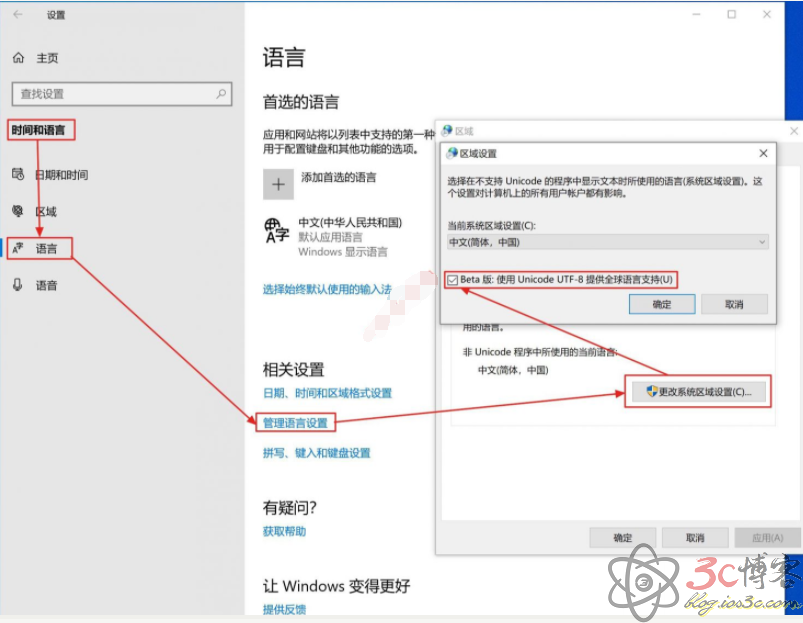 设置
主页
查找设置
时间和语言
日期和时间
区域
语言
语音
语言
首选的语言
应用和网站将以列表中支持的第一种
用于配置键盘和其他功能的选项。
添加首选的语言
中文(中华人民共和国)
默认应用语言
Windows 显示语言
选择始终默认使用的输入法
相关设置
日期、时间和区域格式设置
管理语言设置
拼写、键入和键盘设置
有疑问?
获取帮助
让 Windows 变得更好
提供反馈
区域
区域设置
选择在不支持 Unicode 的程序中显示文本时所使用的语言(系统区域设置)。这
个设置对计算机上的所有用户帐户都有影响。
当前系统区域设置(C):
中文(简体，中国)
Beta 版: 使用 Unicode UTF-8 提供全球语言支持(U)
确定
取消
用的语言。
非 Unicode 程序中所使用的当前语言:
中文(简体，中国)
更改系统区域设置(C)...
确定
取消
应用(A)
3c博客
blog.ios3c.com